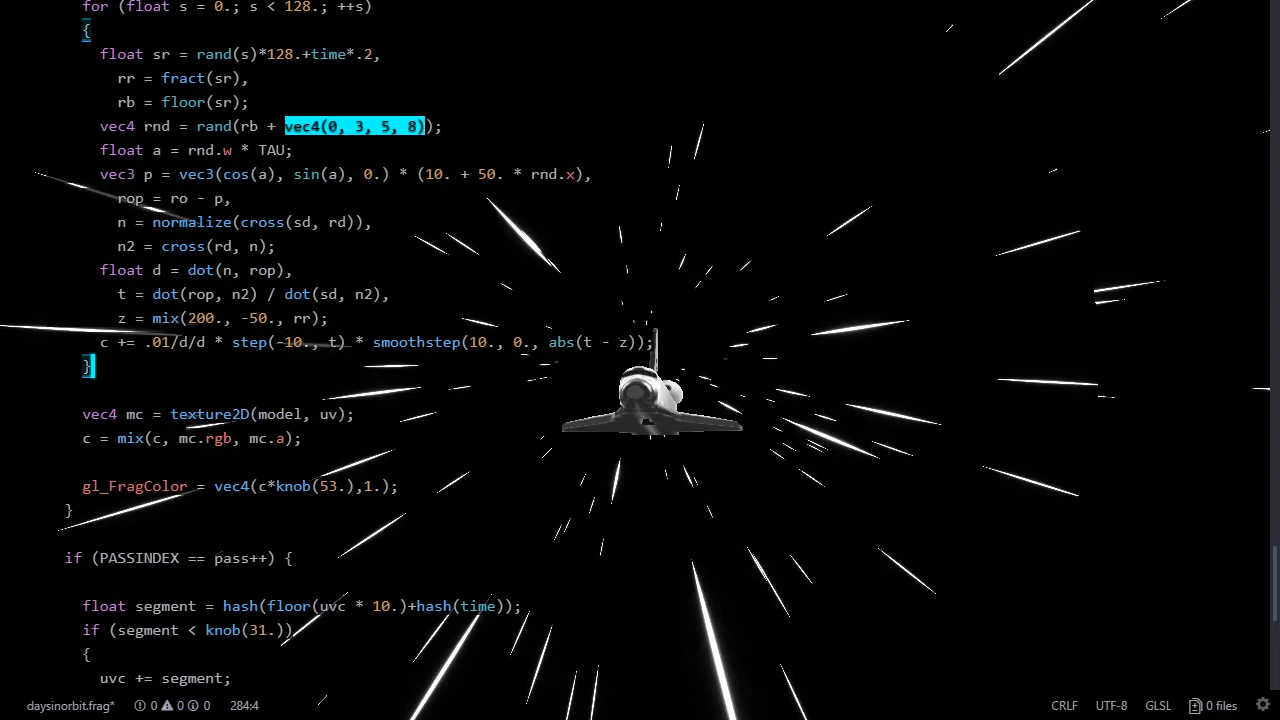 for (float s = 0.; s < 128.; ++s)
{
float sr = rand(s)*128.+time*.2,
rr = fract(sr),
rb = floor(sr);
vec4 rnd = rand(rb + vec4(0, 3, 5, 8));
float a = rnd.w * TAU;
vec3 p = vec3(cos(a), sin(a), 0.) * (10. + 50. * rnd.x),
rop = ro - p,
n = normalize(cross(sd, rd)),
n2 = cross(rd, n);
float d = dot(n, rop),
t = dot(rop, n2) / dot(sd, n2),
z = mix(200., -50., rr);
c += .01/d/d * step(-10., t) * smoothstep(10., 0., abs(t - z));
}
vec4 mc = texture2D(model, uv);
c = mix(c, mc.rgb, mc.a);
gl_FragColor = vec4(c*knob(53.),1.);
}
if (PASSINDEX == pass++) {
float segment = hash(floor(uvc * 10.)+hash(time));
if (segment < knob(31.))
{
uvc += segment;
daysinorbit.frag* 0 0 0 284:4 CRLF UTF-8 GLSL 0 files